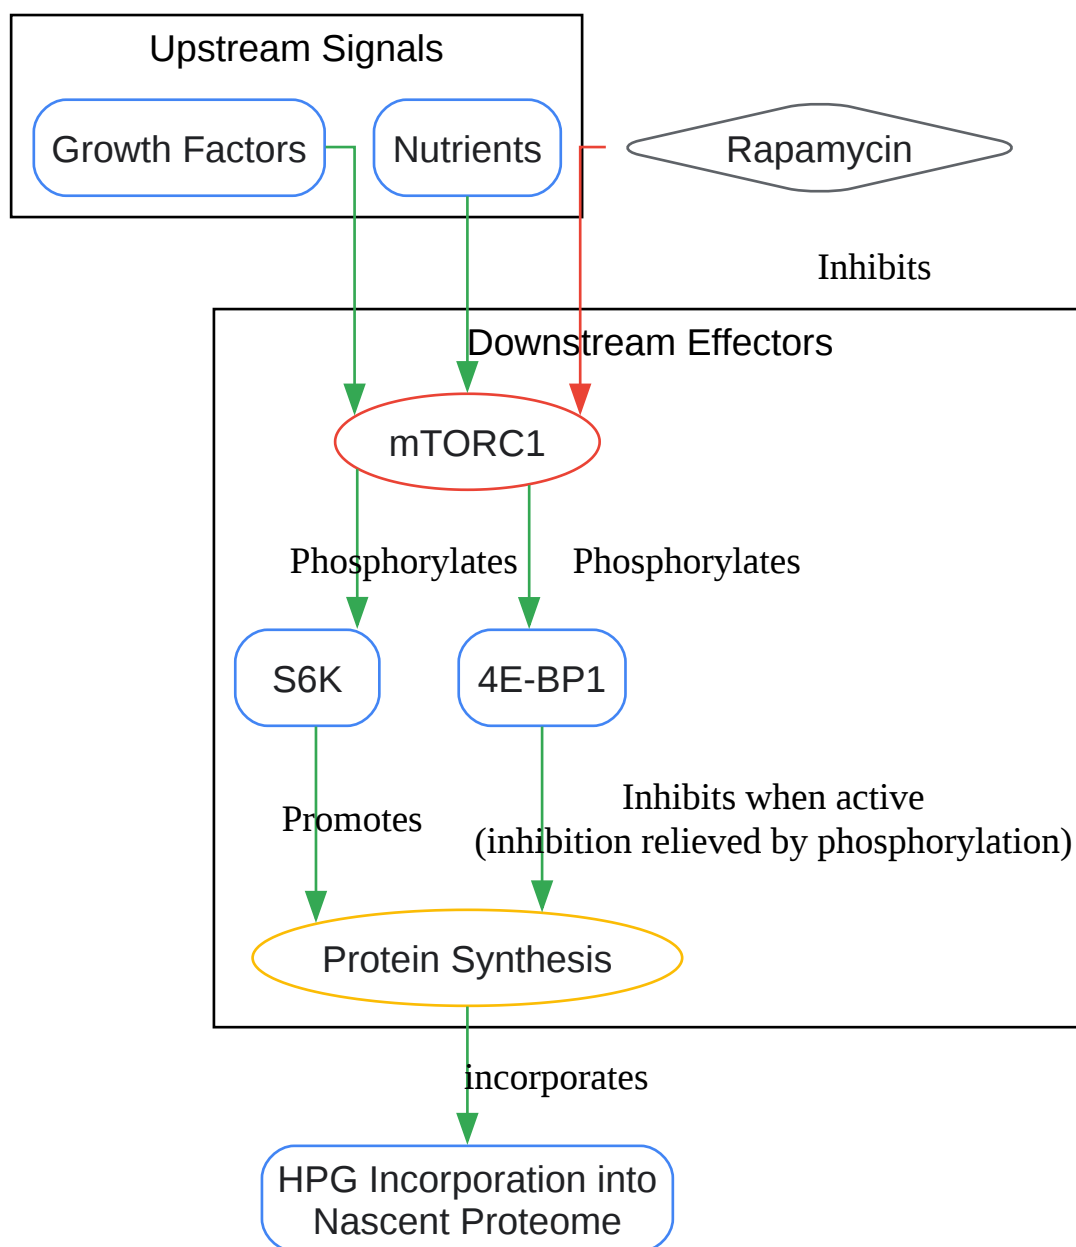 Upstream Signals
Growth Factors
Nutrients
Rapamycin
Inhibits
Downstream Effectors
mTORC1
Phosphorylates
Phosphorylates
S6K
4E-BP1
Promotes
Inhibits when active
(inhibition relieved by phosphorylation)
Protein Synthesis
incorporates
HPG Incorporation into
Nascent Proteome